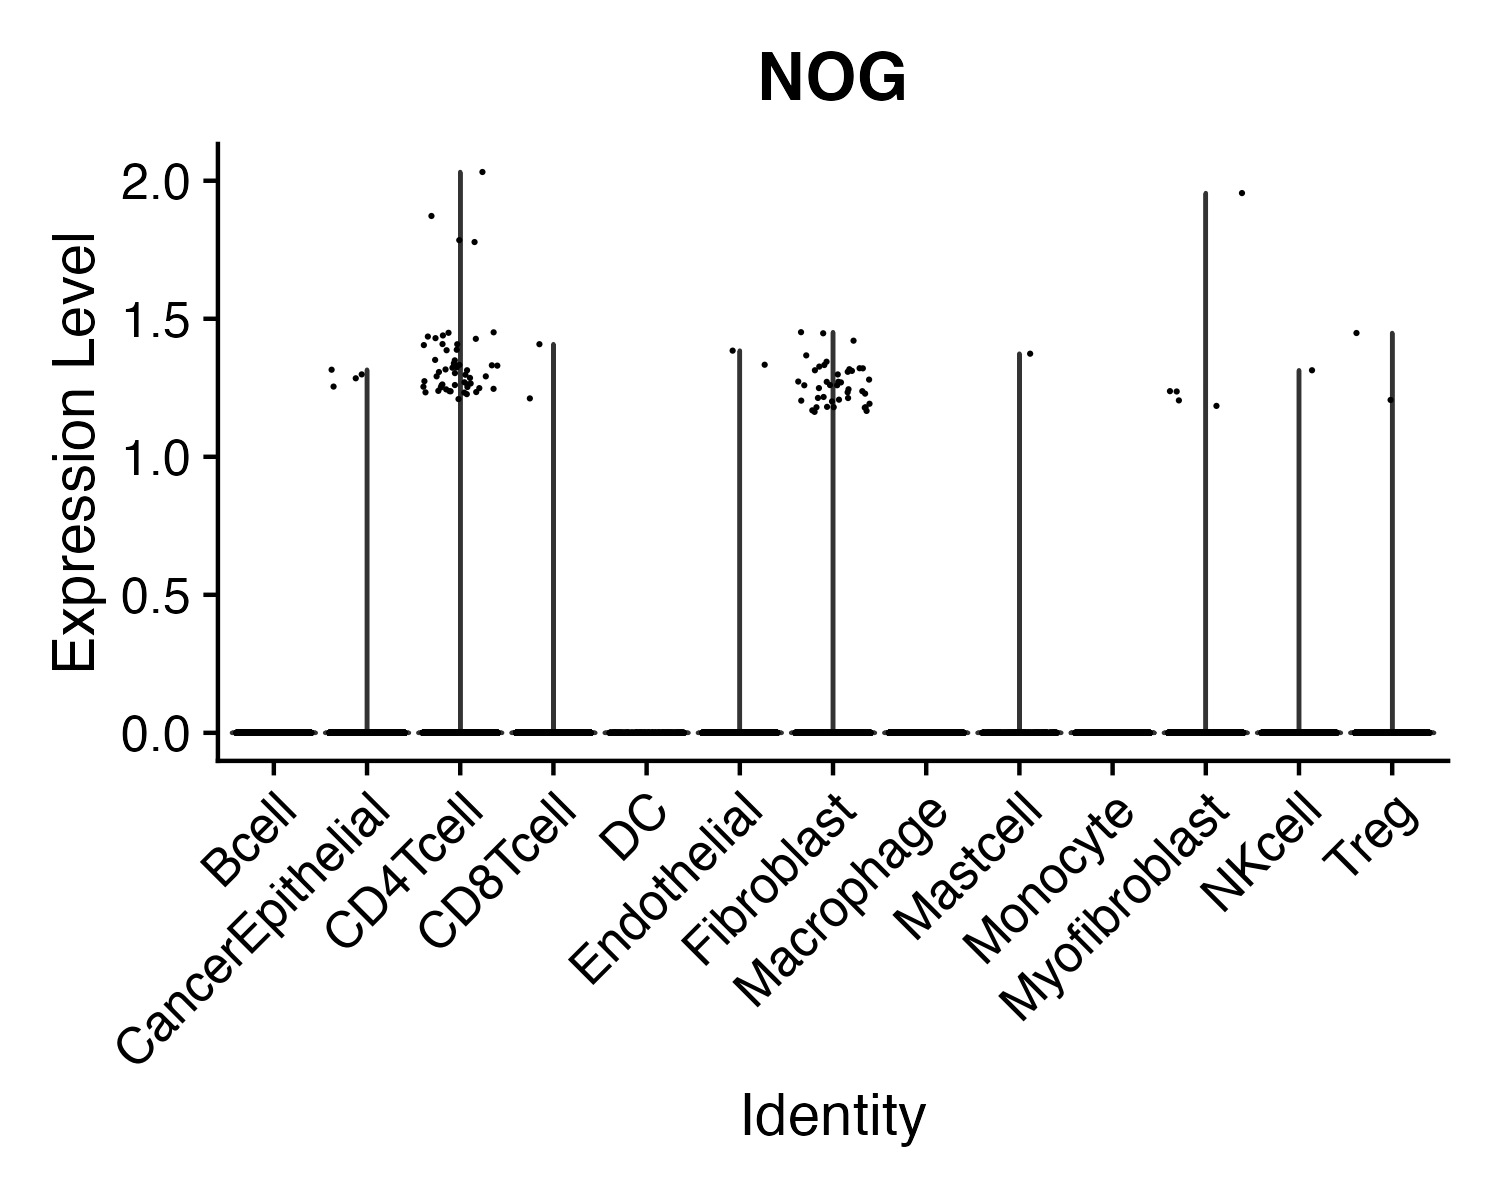 NOG
Expression Level
2.0
1.5
1.0
0.5
0.0
Bcell
CancerEpithelial
CD4Tcell
CD8Tcell
DC
Endothelial
Fibroblast
Macrophage
Mastcell
Monocyte
Myofibroblast
NKcell
Treg
Identity